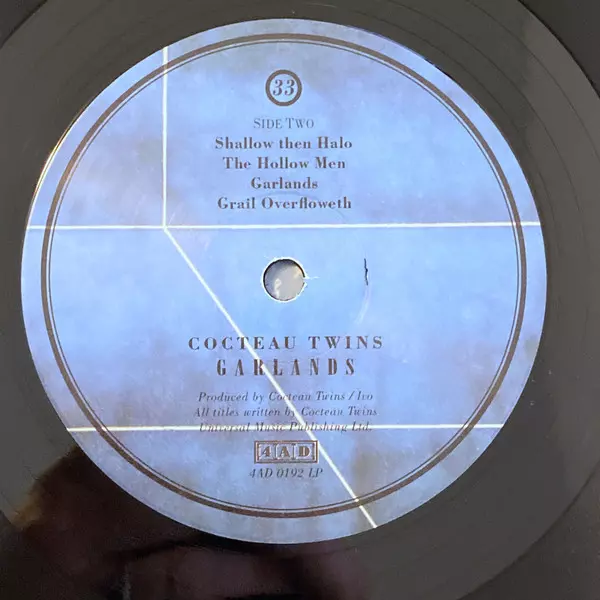 33
SIDE TWO
Shallow then Halo
The Hollow Men
Garlands
Grail Overfloweth
COCTEAU TWINS
GARLANDS
Produced by Cocteau Twins / Ivo
All titles written by Cocteau Twins
Universal Music Publishing Ltd.
4AD
4AD 0192 LP